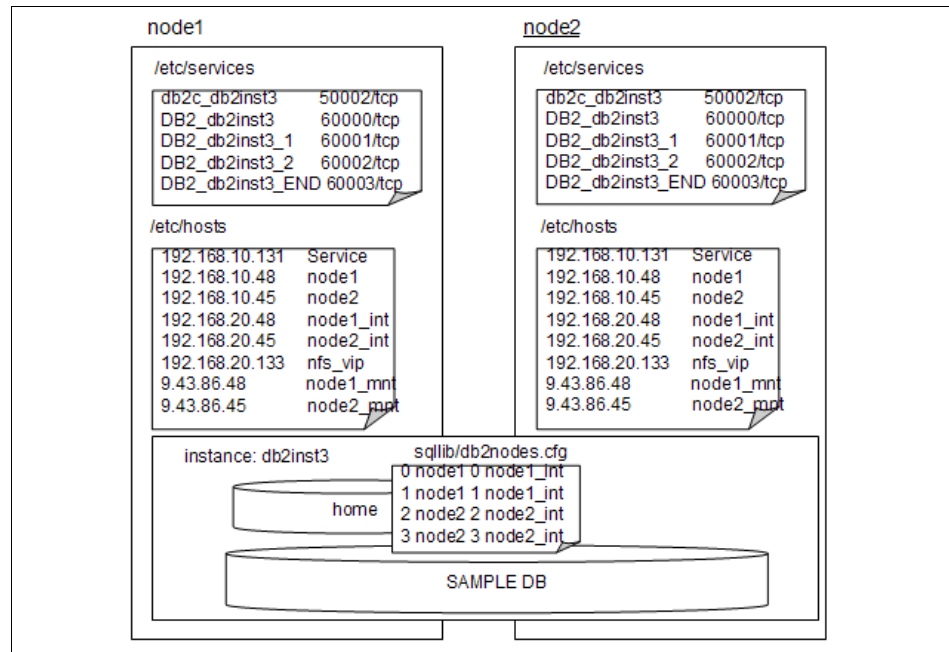 node1
/etc/services
db2c_db2inst3 50002/tcp
DB2_db2inst3 60000/tcp
DB2_db2inst3_1 60001/tcp
DB2_db2inst3_2 60002/tcp
DB2_db2inst3_END 60003/tcp
/etc/hosts
192.168.10.131 Service
192.168.10.48 node1
192.168.10.45 node2
192.168.20.48 node1_int
192.168.20.45 node2_int
192.168.20.133 nfs_vip
9.43.86.48 node1_mnt
9.43.86.45 node2_mnt
node2
/etc/services
db2c_db2inst3 50002/tcp
DB2_db2inst3 60000/tcp
DB2_db2inst3_1 60001/tcp
DB2_db2inst3_2 60002/tcp
DB2_db2inst3_END 60003/tcp
/etc/hosts
192.168.10.131 Service
192.168.10.48 node1
192.168.10.45 node2
192.168.20.48 node1_int
192.168.20.45 node2_int
192.168.20.133 nfs_vip
9.43.86.48 node1_mnt
9.43.86.45 node2_mnt
instance: db2inst3
sqllib/db2nodes.cfg
0 node1 0 node1_int
1 node1 1 node1_int
2 node2 2 node2_int
3 node2 3 node2_int
home
SAMPLE DB